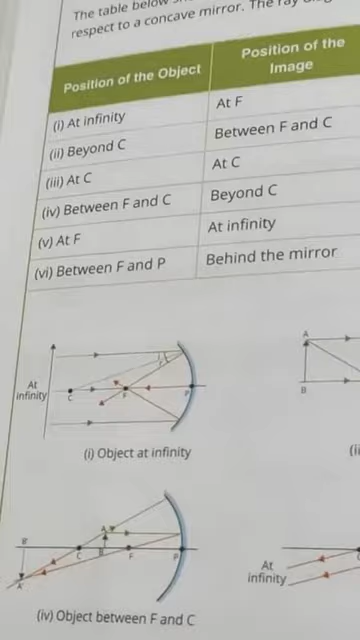 The table below
respect to a concave mirror. The ray
Position of the Object
Position of the
Image
(i) At infinity
At F
(ii) Beyond C
Between F and C
(iii) At C
At C
(iv) Between F and C
Beyond C
(v) At F
At infinity
(vi) Between F and P
Behind the mirror
At
infinity
C
F
P
A
B
(i) Object at infinity
A
B'
C
B
F
P
A'
At
infinity
(iv) Object between F and C